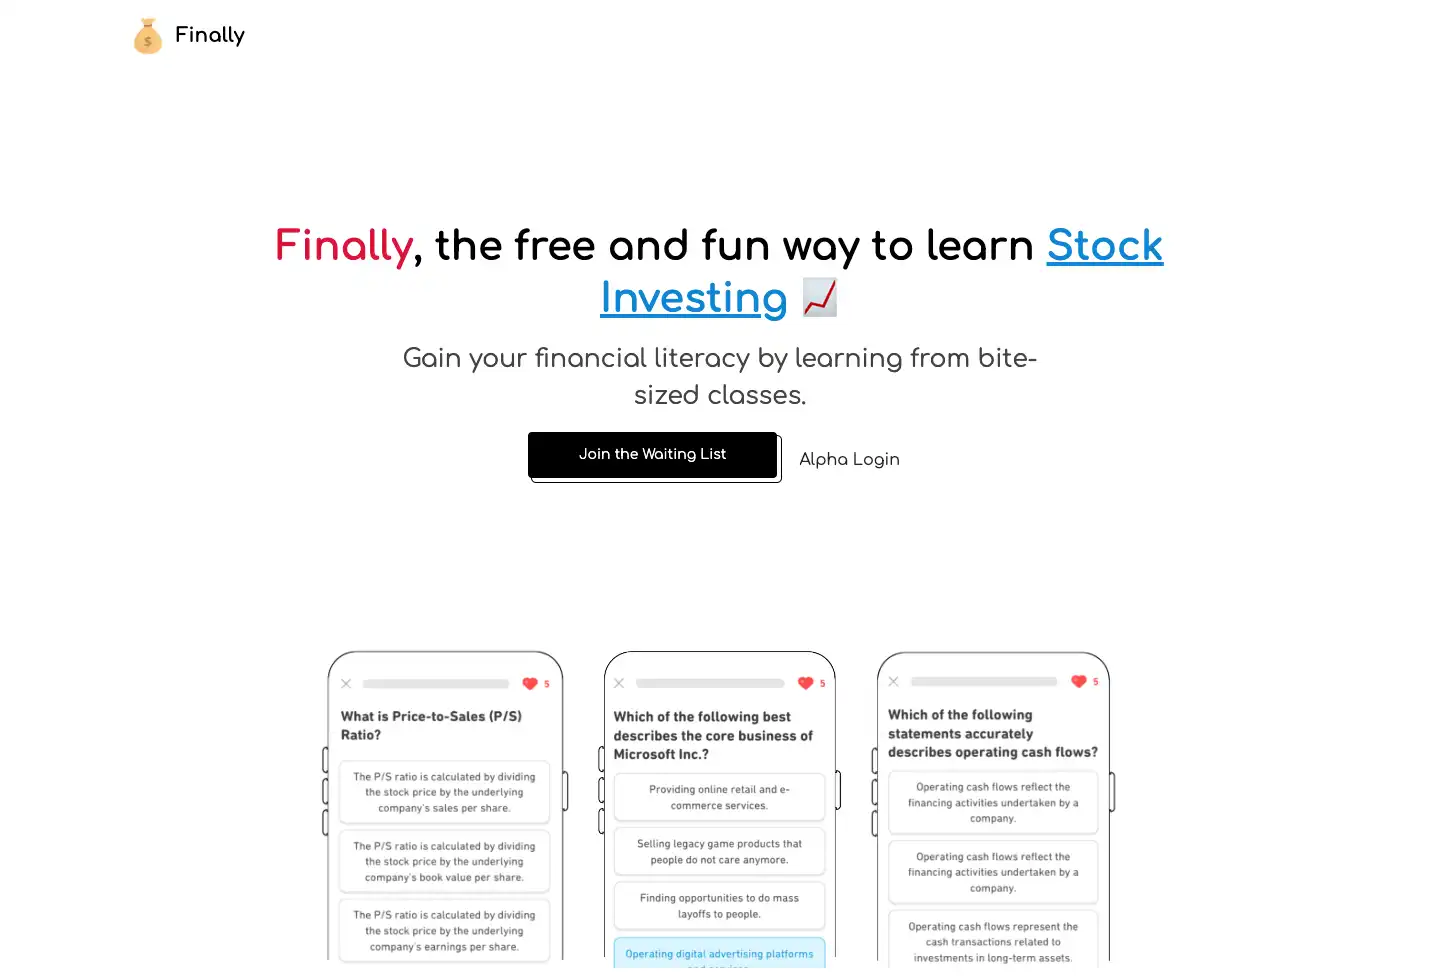 Finally
Finally, the free and fun way to learn Stock
Investing
Gain your financial literacy by learning from bite-
sized classes.
Join the Waiting List
Alpha Login
5
What is Price-to-Sales (P/S)
Ratio?
The P/S ratio is calculated by dividing
the stock price by the underlying
company's sales per share.
The P/S ratio is calculated by dividing
the stock price by the underlying
company's book value per share.
The P/S ratio is calculated by dividing
the stock price by the underlying
company's earnings per share.
5
Which of the following best
describes the core business of
Microsoft Inc.?
Providing online retail and e-
commerce services.
Selling legacy game products that
people do not care anymore.
Finding opportunities to do mass
layoffs to people.
Operating digital advertising platforms
5
Which of the following
statements accurately
describes operating cash flows?
Operating cash flows reflect the
financing activities undertaken by a
company.
Operating cash flows reflect the
financing activities undertaken by a
company.
Operating cash flows represent the
cash transactions related to
investments in long-term assets.